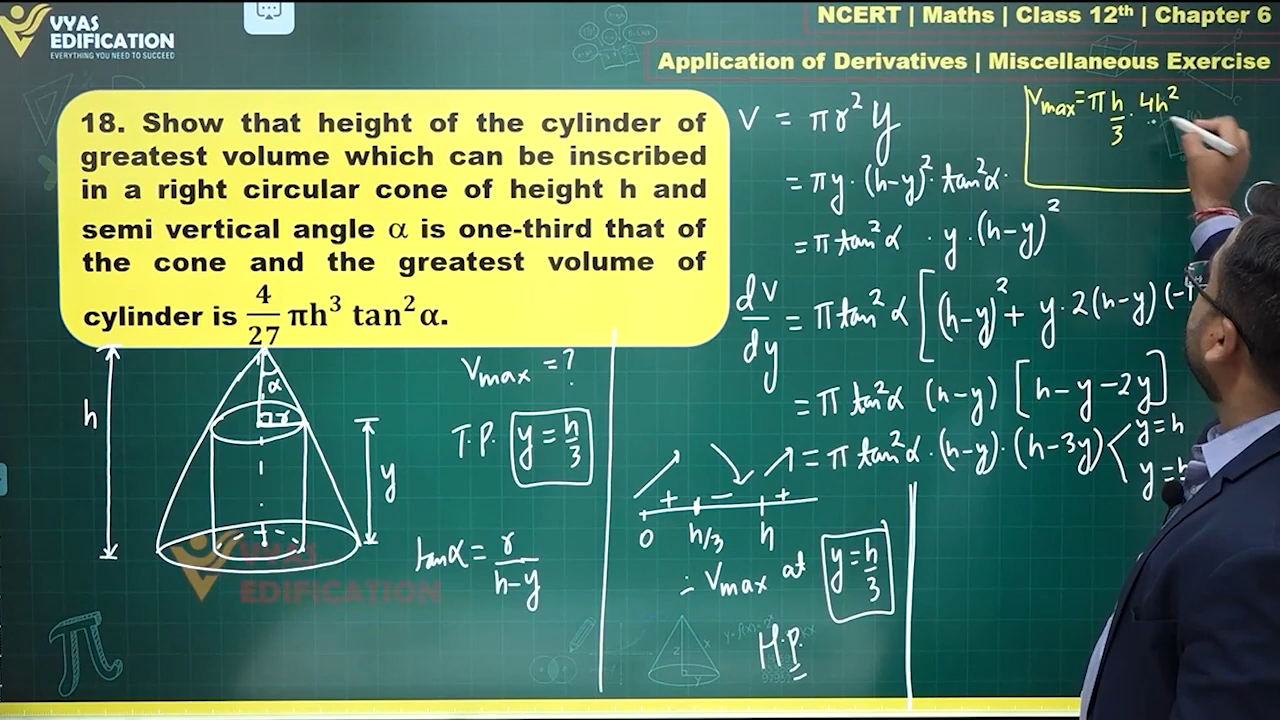 VYAS
EDIFICATION
EVERYTHING YOU NEED TO SUCCEED
NCERT | Maths | Class 12th | Chapter 6
Application of Derivatives | Miscellaneous Exercise
18. Show that height of the cylinder of
greatest volume which can be inscribed
in a right circular cone of height h and
semi vertical angle α is one-third that of
the cone and the greatest volume of
cylinder is 4/27 πh³ tan²α.
V = πr² y
= πy · (h-y)² · tan²α ·
= π tan²α · y · (h-y)²
dv/dy = π tan²α [(h-y)² + y · 2(h-y)(-1
= π tan²α (h-y) [h-y-2y]
= π tan²α · (h-y) · (h-3y) y=h
y=h
Vmax = π h/3 · 4h²
h
α
r
y
Vmax = ?
T.P. y = h/3
tanα = r/h-y
+ − +
0 h/3 h
∴ Vmax at y = h/3
H.P.
VYAS
EDIFICATION